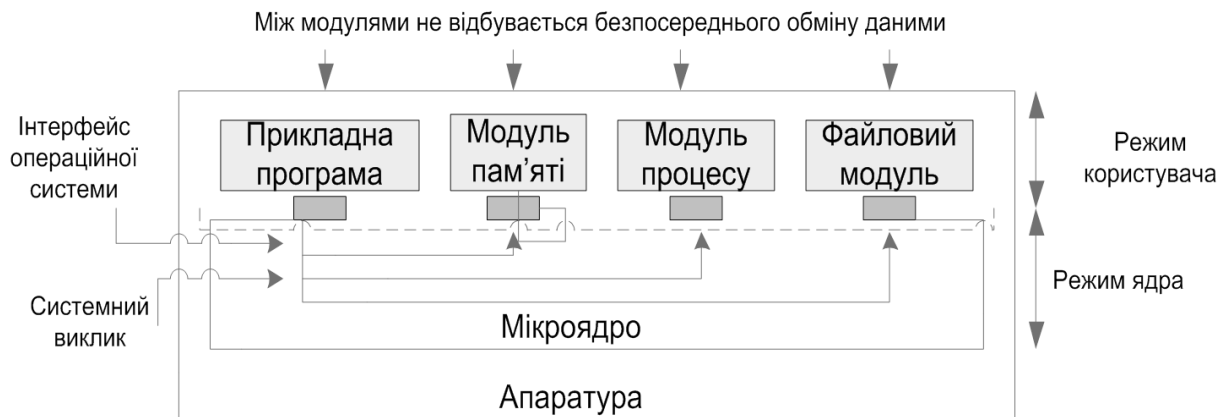 Між модулями не відбувається безпосереднього обміну даними
Інтерфейс
операційної
системи
Прикладна
програма
Модуль
пам’яті
Модуль
процесу
Файловий
модуль
Режим
користувача
Режим ядра
Системний
виклик
Мікроядро
Апаратура